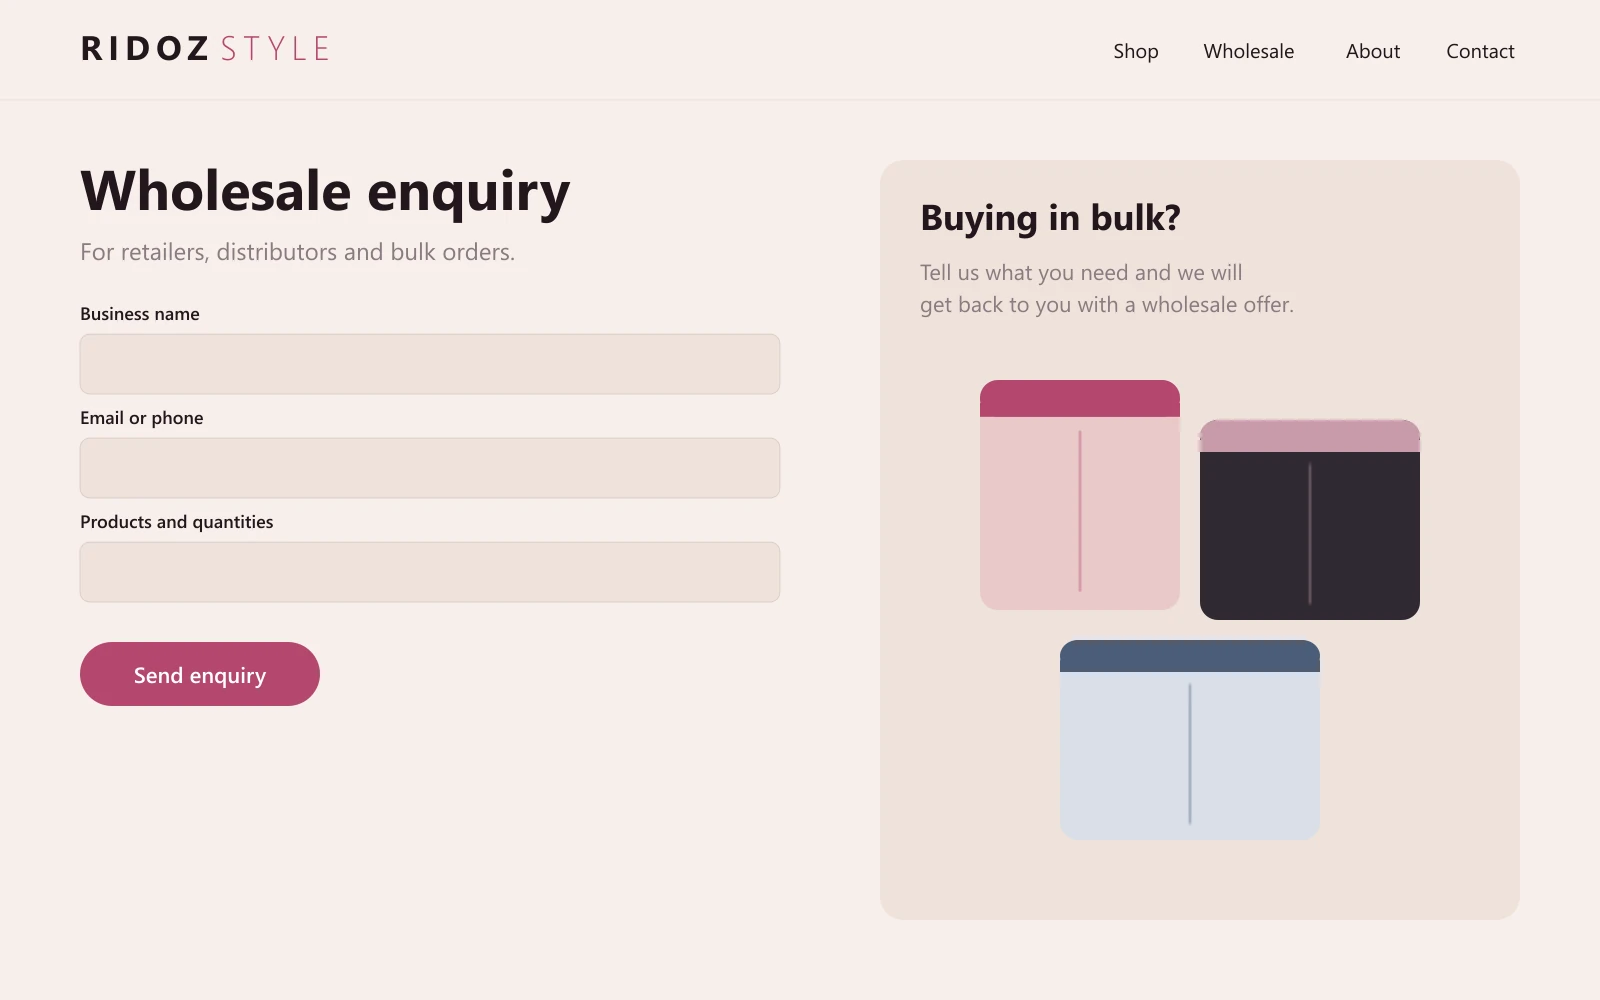 RIDOZ STYLE
Shop Wholesale About Contact
Wholesale enquiry
For retailers, distributors and bulk orders.
Business name
Email or phone
Products and quantities
Send enquiry
Buying in bulk?
Tell us what you need and we will
get back to you with a wholesale offer.